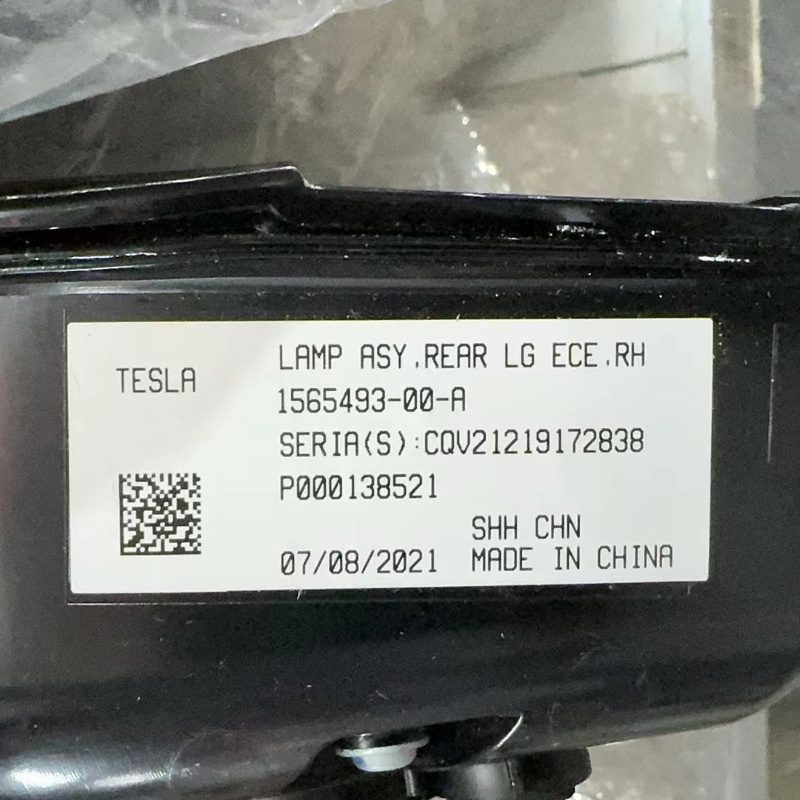 TESLA
LAMP ASY,REAR LG ECE,RH
1565493-00-A
SERIA(S):CQV21219172838
P000138521
SHH CHN
07/08/2021 MADE IN CHINA